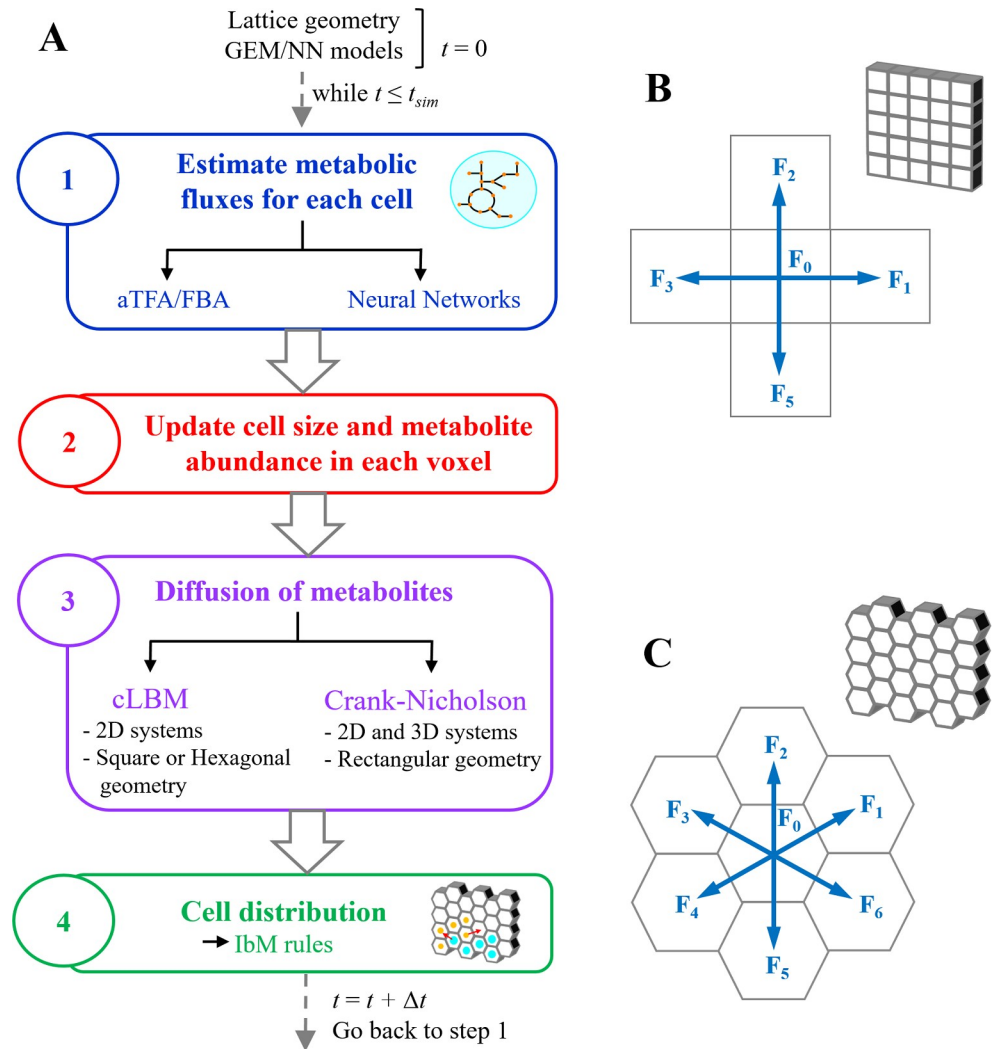 A
Lattice geometry
GEM/NN models
t = 0
while t ≤ t_sim
1
Estimate metabolic
fluxes for each cell
aTFA/FBA
Neural Networks
2
Update cell size and metabolite
abundance in each voxel
3
Diffusion of metabolites
cLBM
- 2D systems
- Square or Hexagonal
geometry
Crank-Nicholson
- 2D and 3D systems
- Rectangular geometry
4
Cell distribution
→ IbM rules
t = t + Δt
Go back to step 1
B
F2
F0
F3
F1
F5
C
F2
F3
F0
F1
F4
F6
F5